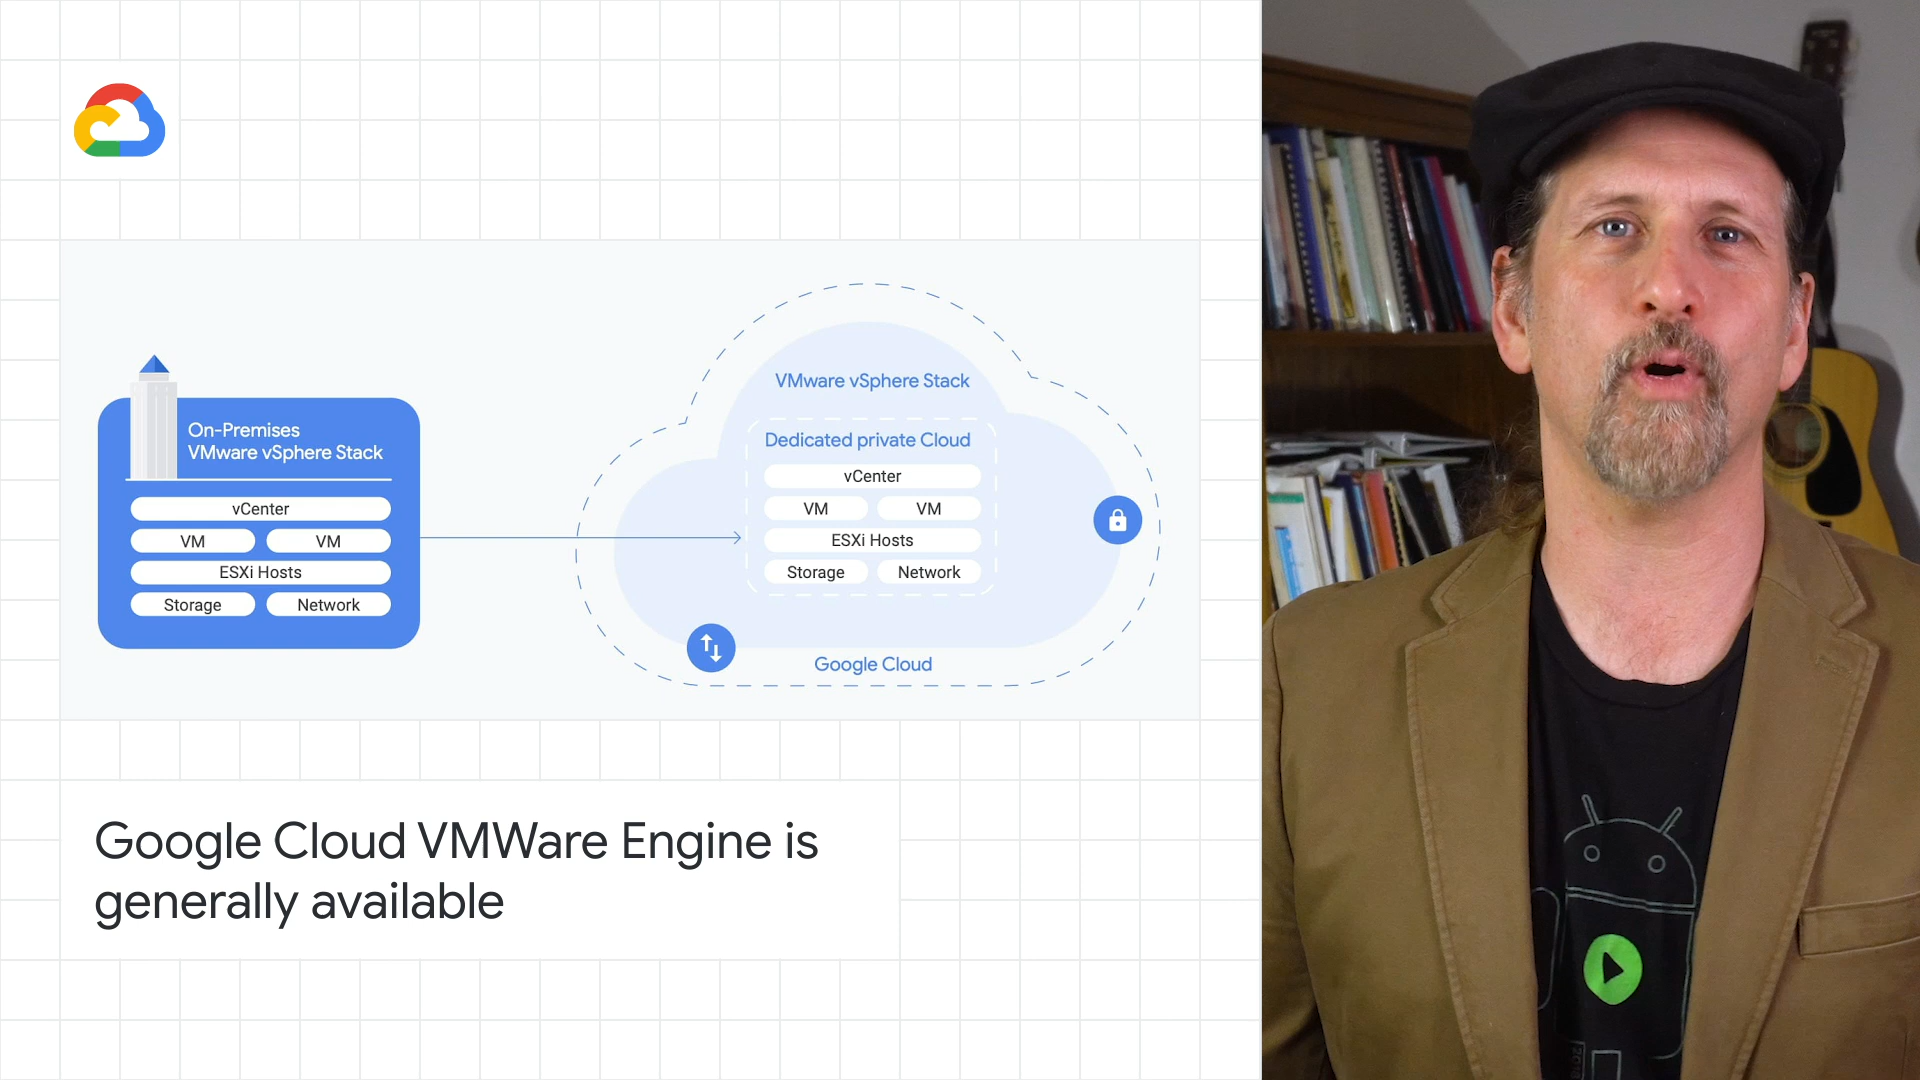 On-Premises
VMware vSphere Stack
vCenter
VM VM
ESXi Hosts
Storage Network
VMware vSphere Stack
Dedicated private Cloud
vCenter
VM VM
ESXi Hosts
Storage Network
Google Cloud
Google Cloud VMWare Engine is
generally available